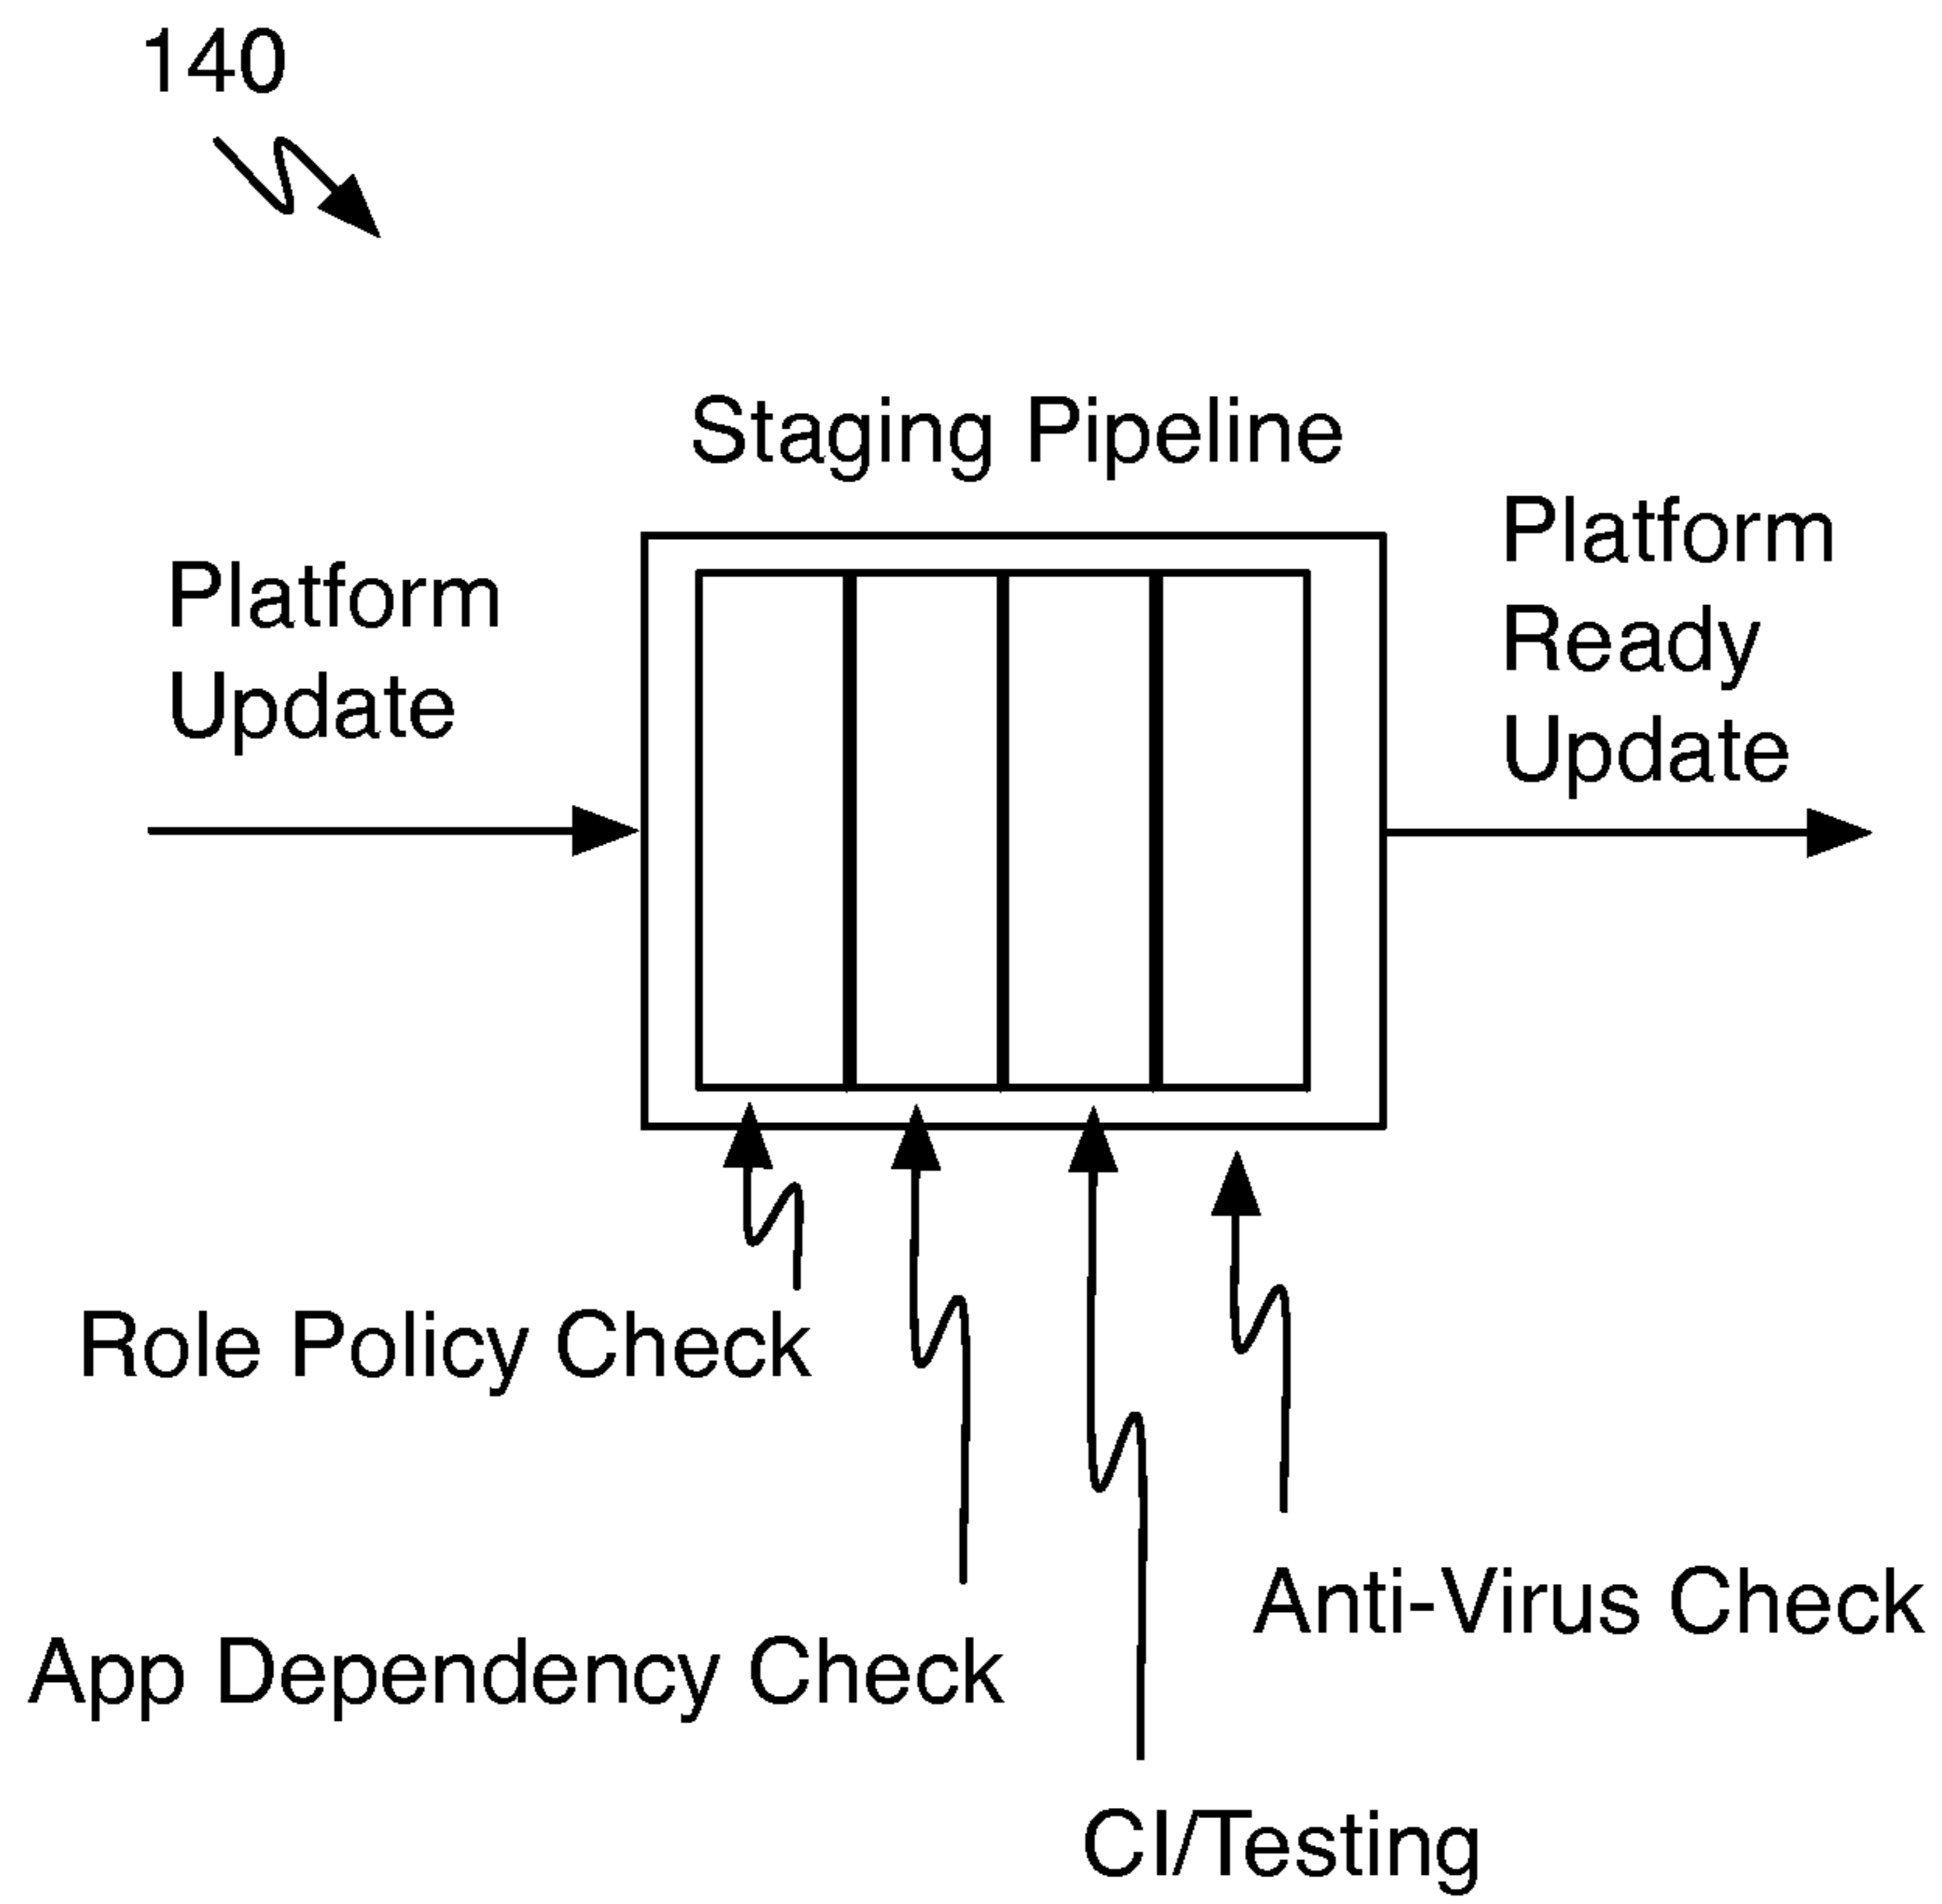 140
Staging Pipeline
Platform
Update
Platform
Ready
Update
Role Policy Check
App Dependency Check
Anti-Virus Check
CI/Testing